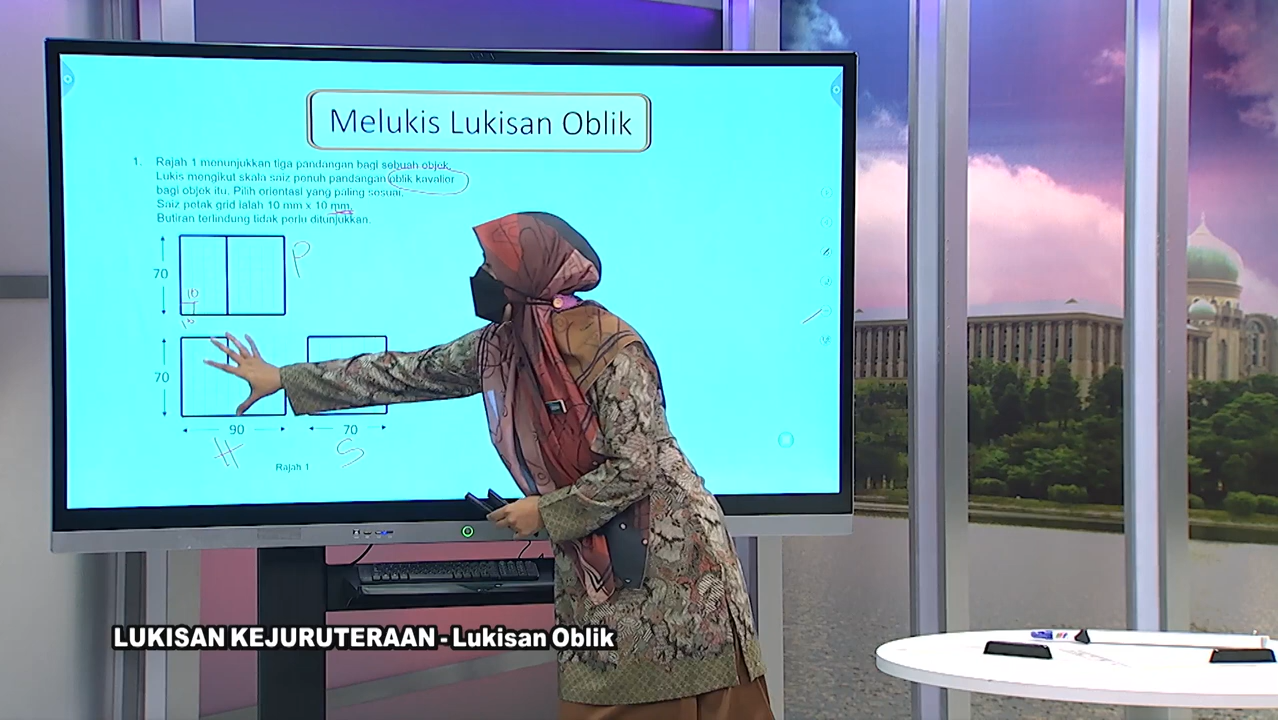 Melukis Lukisan Oblik
1. Rajah 1 menunjukkan tiga pandangan bagi sebuah objek.
Lukis mengikut skala saiz penuh pandangan oblik kavalier
bagi objek itu. Pilih orientasi yang paling sesuai.
Saiz petak grid ialah 10 mm x 10 mm.
Butiran terlindung tidak perlu ditunjukkan.
P
70
10
10
70
90
70
H
S
Rajah 1
LUKISAN KEJURUTERAAN - Lukisan Oblik